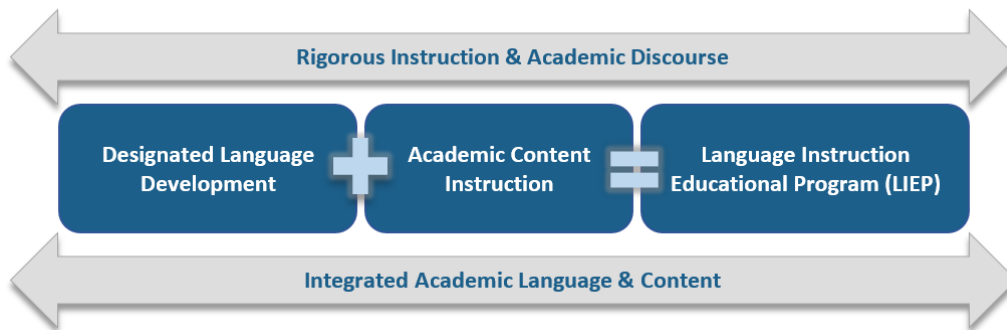 Rigorous Instruction & Academic Discourse
Designated Language
Development
+
Academic Content
Instruction
=
Language Instruction
Educational Program (LIEP)
Integrated Academic Language & Content